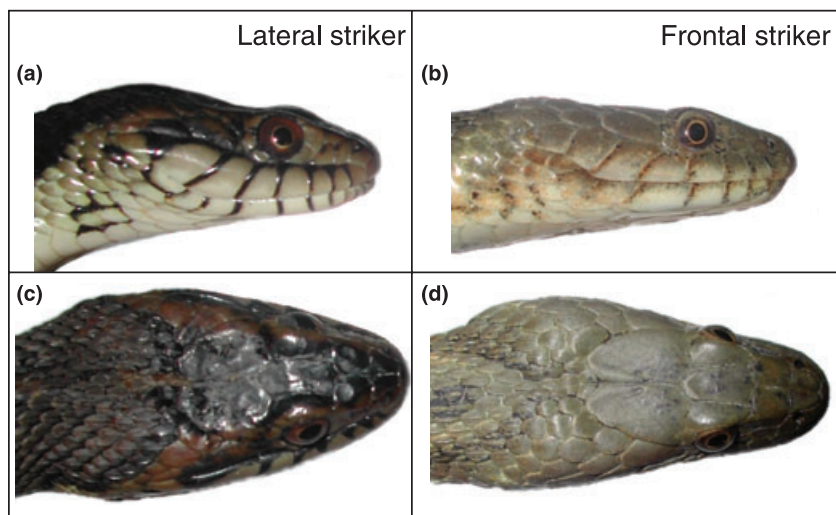 Lateral striker
Frontal striker
(a)
(b)
(c)
(d)